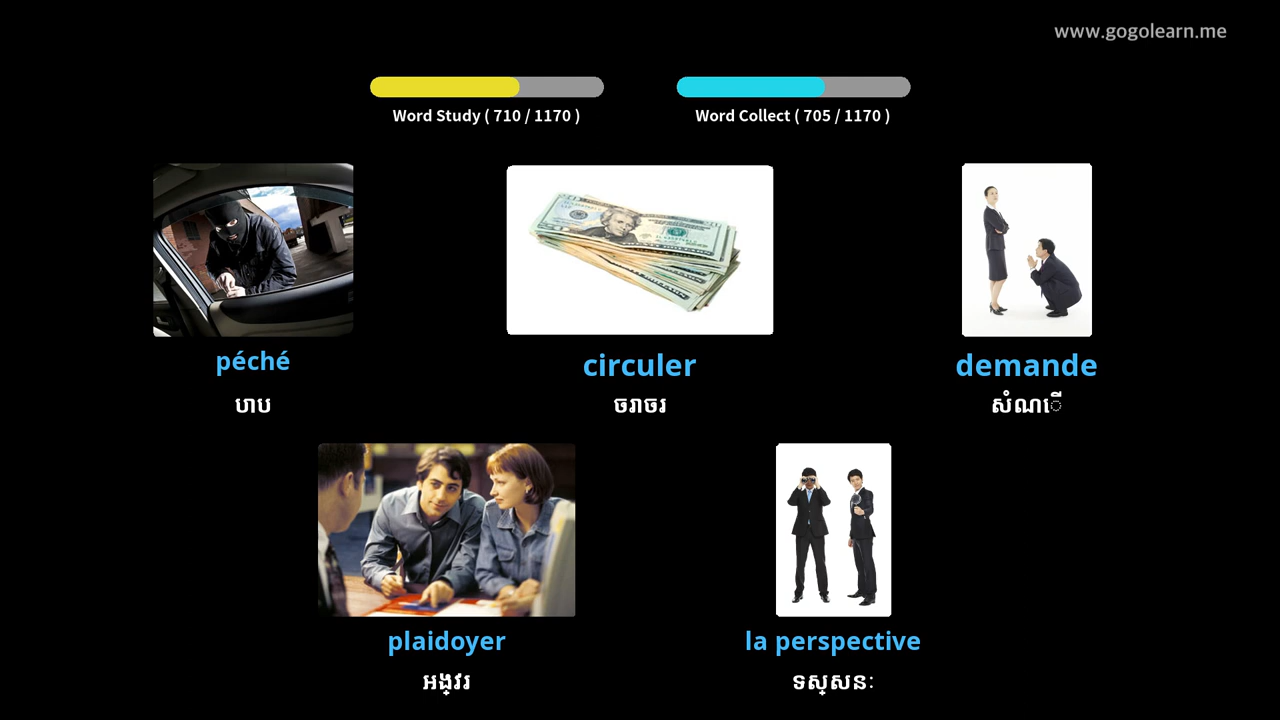 www.gogolearn.me
Word Study ( 710 / 1170 )
Word Collect ( 705 / 1170 )
péché
បាប
circuler
ចរាចរ
demande
សំណើ
plaidoyer
អង្វរ
la perspective
ទស្សនៈ